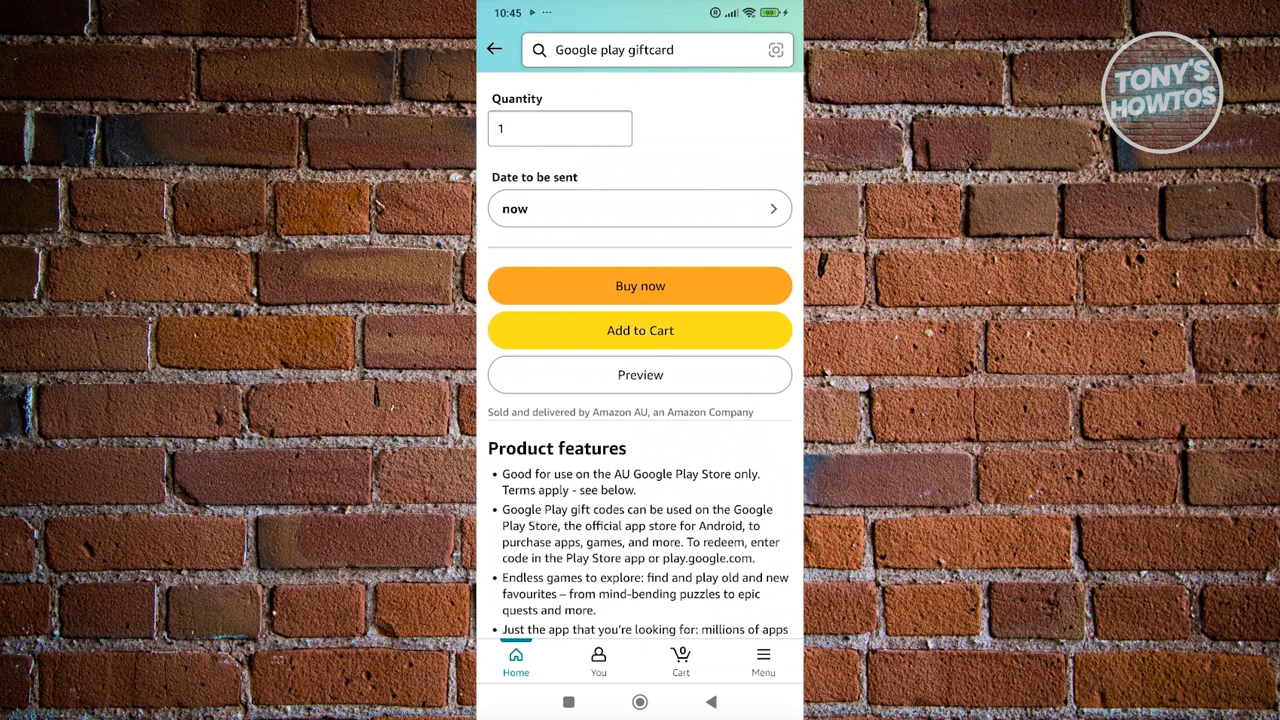 10:45
99
Google play giftcard
TONY'S
HOWTOS
Quantity
1
Date to be sent
now
Buy now
Add to Cart
Preview
Sold and delivered by Amazon AU, an Amazon Company
Product features
• Good for use on the AU Google Play Store only.
Terms apply - see below.
• Google Play gift codes can be used on the Google
Play Store, the official app store for Android, to
purchase apps, games, and more. To redeem, enter
code in the Play Store app or play.google.com.
• Endless games to explore: find and play old and new
favourites – from mind-bending puzzles to epic
quests and more.
• Just the app that you're looking for: millions of apps
0
Home You Cart Menu